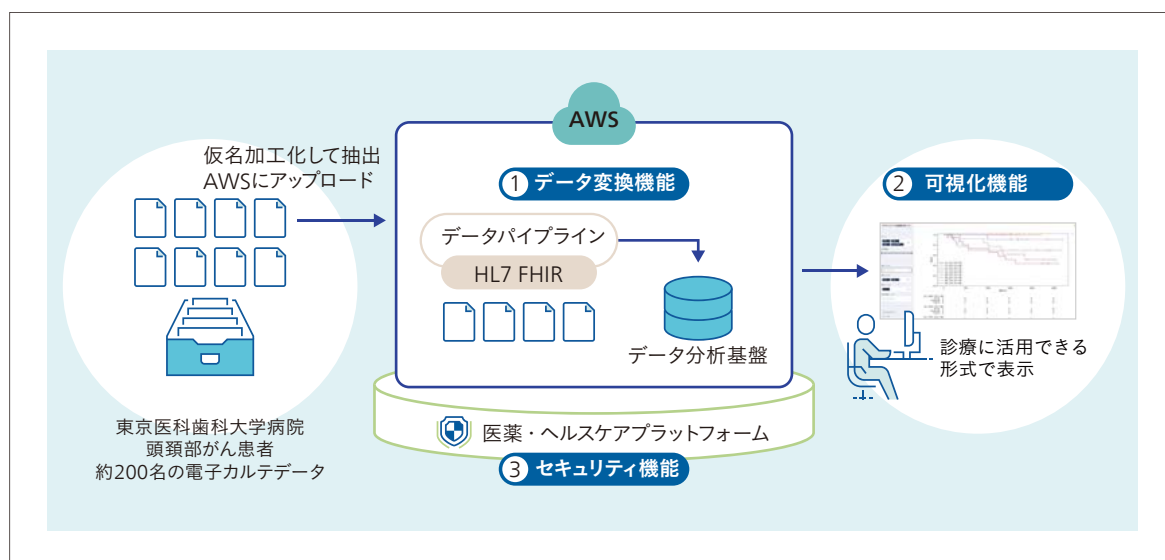 仮名加工化して抽出
AWSにアップロード
東京医科歯科大学病院
頭頸部がん患者
約200名の電子カルテデータ
AWS
1 データ変換機能
データパイプライン
HL7 FHIR
データ分析基盤
医薬・ヘルスケアプラットフォーム
3 セキュリティ機能
2 可視化機能
診療に活用できる
形式で表示